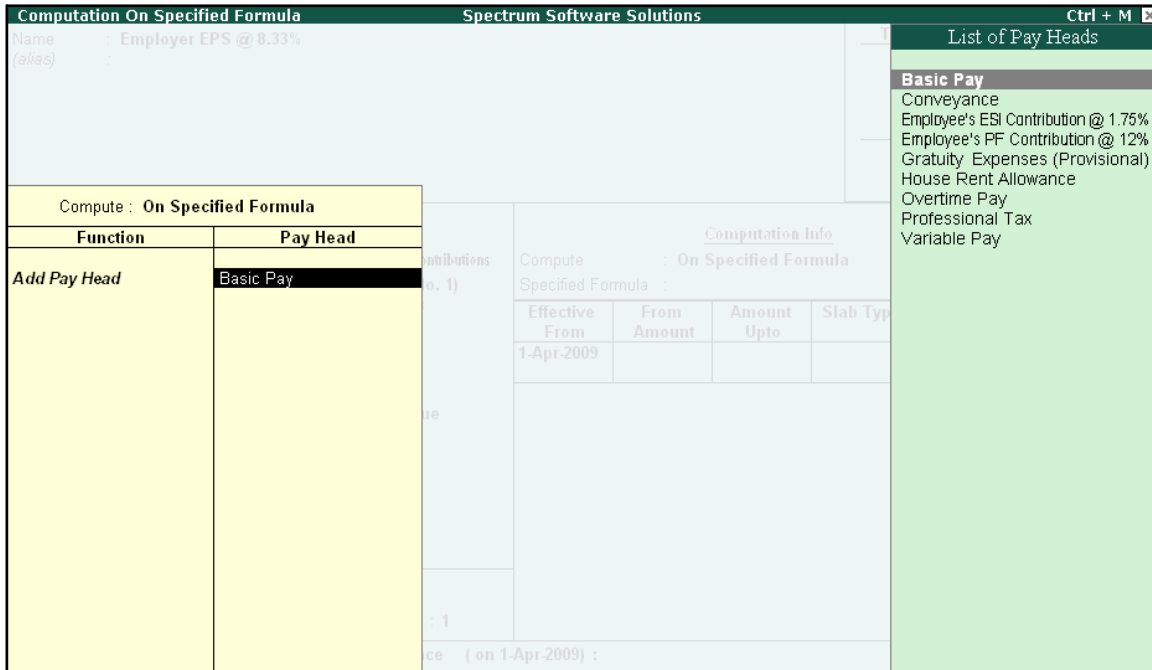 Computation On Specified Formula Spectrum Software Solutions Ctrl + M
Name : Employer EPS @ 8.33%
(alias) :
List of Pay Heads
Basic Pay
Conveyance
Employee's ESI Contribution @ 1.75%
Employee's PF Contribution @ 12%
Gratuity Expenses (Provisional)
House Rent Allowance
Overtime Pay
Professional Tax
Variable Pay
Compute : On Specified Formula
Function Pay Head
Add Pay Head Basic Pay
Computation Info
Compute : On Specified Formula
Specified Formula :
Effective From From Amount Amount Upto Slab Typ
1-Apr-2009
: 1
( on 1-Apr-2009) :